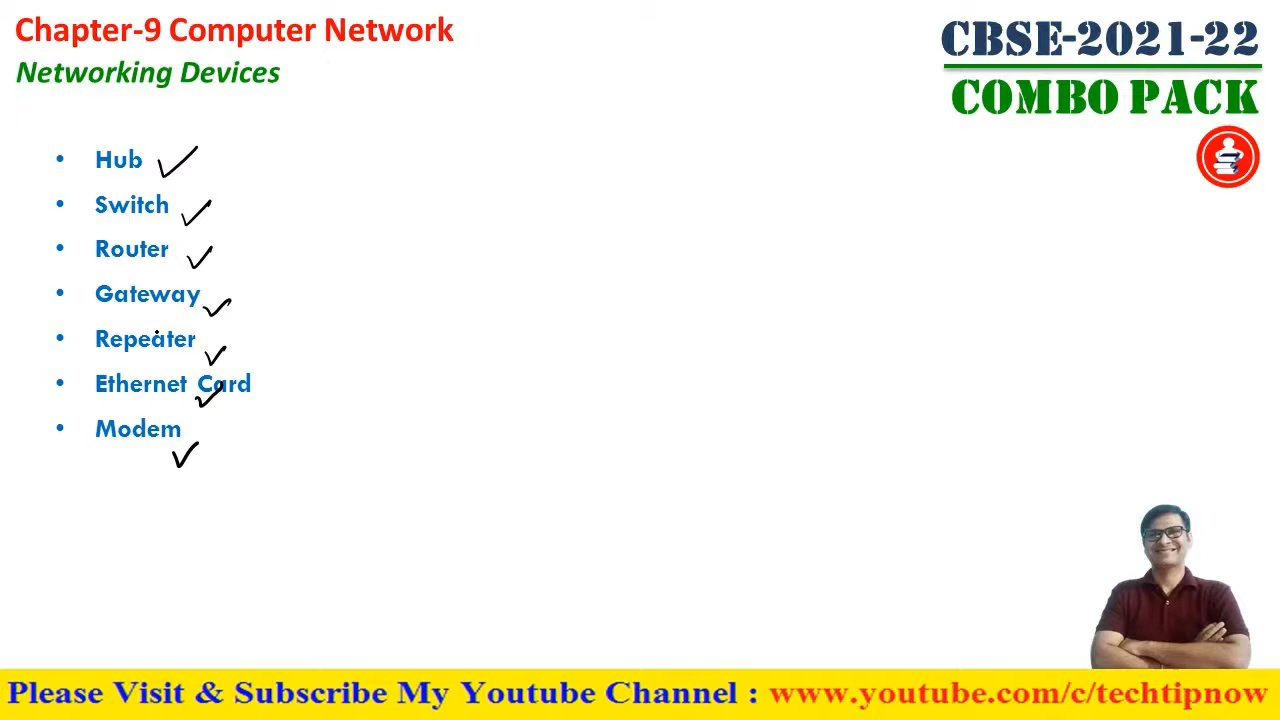 Chapter-9 Computer Network
Networking Devices
CBSE-2021-22
COMBO PACK
• Hub
• Switch
• Router
• Gateway
• Repeater
• Ethernet Card
• Modem
Please Visit & Subscribe My Youtube Channel : www.youtube.com/c/techtipnow